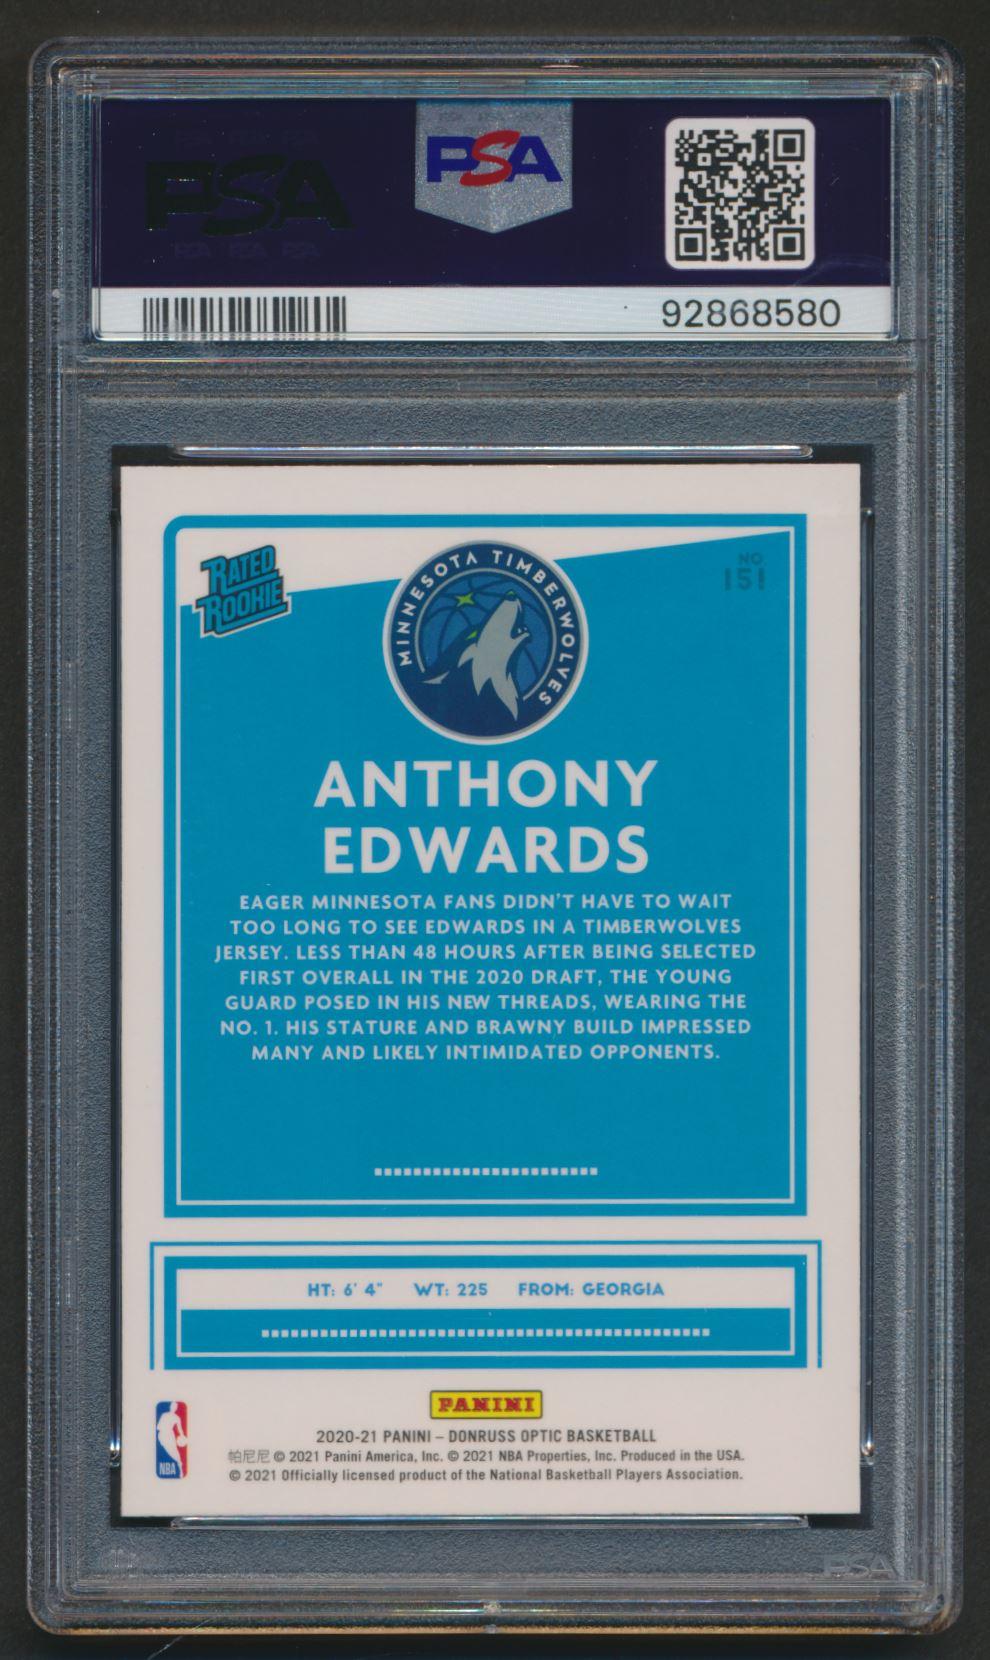 PSA
PSA
92868580
RATED
ROOKIE
MINNESOTA TIMBERWOLVES
NO
151
ANTHONY
EDWARDS
EAGER MINNESOTA FANS DIDN'T HAVE TO WAIT
TOO LONG TO SEE EDWARDS IN A TIMBERWOLVES
JERSEY. LESS THAN 48 HOURS AFTER BEING SELECTED
FIRST OVERALL IN THE 2020 DRAFT, THE YOUNG
GUARD POSED IN HIS NEW THREADS, WEARING THE
NO. 1. HIS STATURE AND BRAWNY BUILD IMPRESSED
MANY AND LIKELY INTIMIDATED OPPONENTS.
HT: 6' 4" WT: 225 FROM: GEORGIA
PANINI
2020-21 PANINI – DONRUSS OPTIC BASKETBALL
帕尼尼 © 2021 Panini America, Inc. © 2021 NBA Properties, Inc. Produced in the USA.
© 2021 Officially licensed product of the National Basketball Players Association.
NBA
PSA